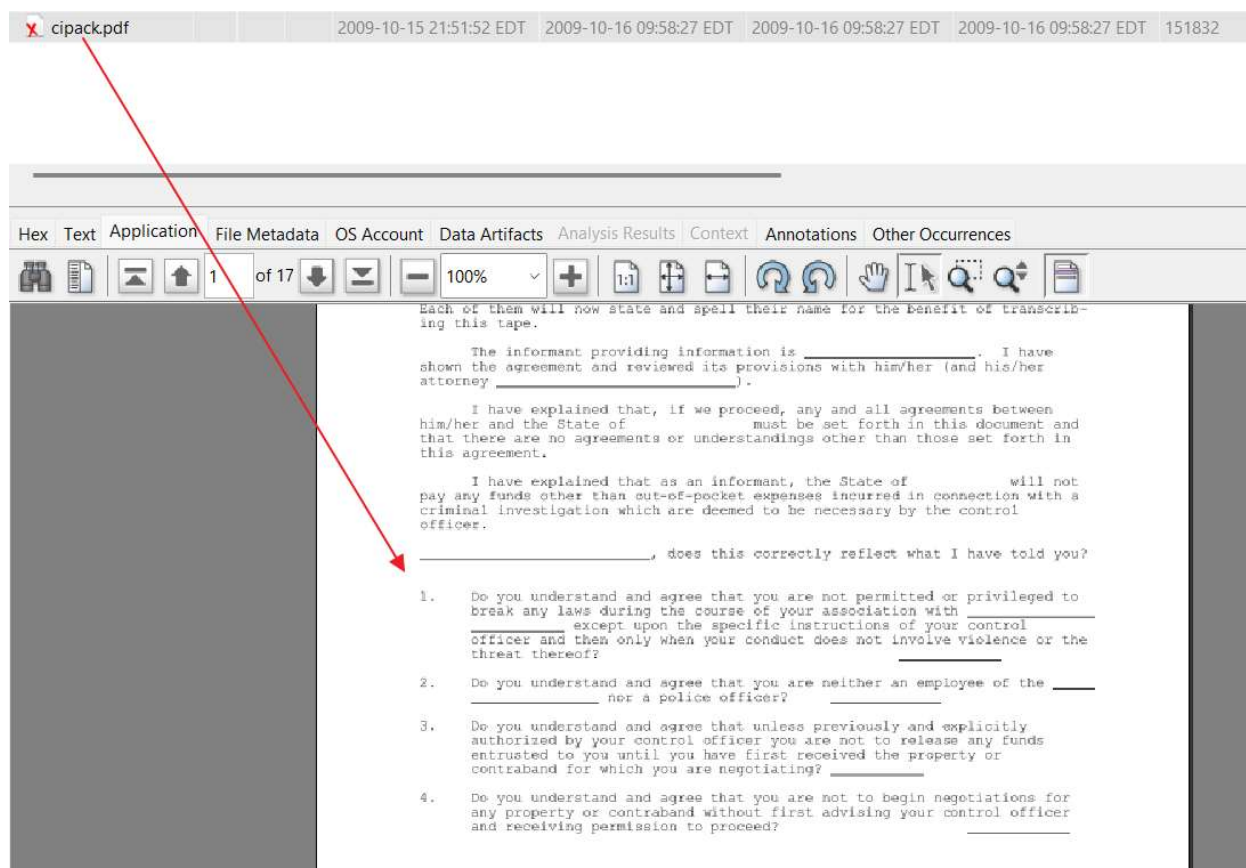 cipack.pdf 2009-10-15 21:51:52 EDT 2009-10-16 09:58:27 EDT 2009-10-16 09:58:27 EDT 2009-10-16 09:58:27 EDT 151832
Hex Text Application File Metadata OS Account Data Artifacts Analysis Results Context Annotations Other Occurrences
1 of 17 100% 1:1
Each of them will now state and spell their name for the benefit of transcrib-
ing this tape.
The informant providing information is ____________________. I have
shown the agreement and reviewed its provisions with him/her (and his/her
attorney ____________________________).
I have explained that, if we proceed, any and all agreements between
him/her and the State of must be set forth in this document and
that there are no agreements or understandings other than those set forth in
this agreement.
I have explained that as an informant, the State of will not
pay any funds other than out-of-pocket expenses incurred in connection with a
criminal investigation which are deemed to be necessary by the control
officer.
___________________________, does this correctly reflect what I have told you?
1. Do you understand and agree that you are not permitted or privileged to
break any laws during the course of your association with _______________
___________ except upon the specific instructions of your control
officer and then only when your conduct does not involve violence or the
threat thereof? ____________
2. Do you understand and agree that you are neither an employee of the _____
_______________ nor a police officer? _____________
3. Do you understand and agree that unless previously and explicitly
authorized by your control officer you are not to release any funds
entrusted to you until you have first received the property or
contraband for which you are negotiating? ___________
4. Do you understand and agree that you are not to begin negotiations for
any property or contraband without first advising your control officer
and receiving permission to proceed? ____________